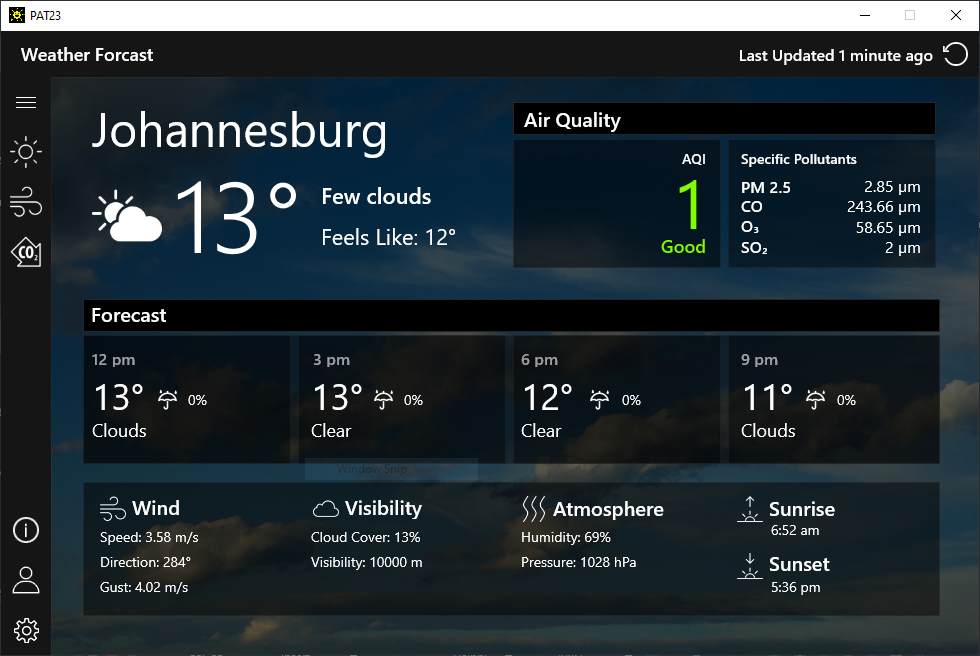 PAT23
Weather Forcast
Last Updated 1 minute ago
Johannesburg
13°
Few clouds
Feels Like: 12°
Air Quality
AQI
1
Good
Specific Pollutants
PM 2.5 2.85 µm
CO 243.66 µm
O₃ 58.65 µm
SO₂ 2 µm
CO₂
Forecast
12 pm
13° 0%
Clouds
3 pm
13° 0%
Clear
6 pm
12° 0%
Clear
9 pm
11° 0%
Clouds
Window Snip
Wind
Speed: 3.58 m/s
Direction: 284°
Gust: 4.02 m/s
Visibility
Cloud Cover: 13%
Visibility: 10000 m
Atmosphere
Humidity: 69%
Pressure: 1028 hPa
Sunrise
6:52 am
Sunset
5:36 pm